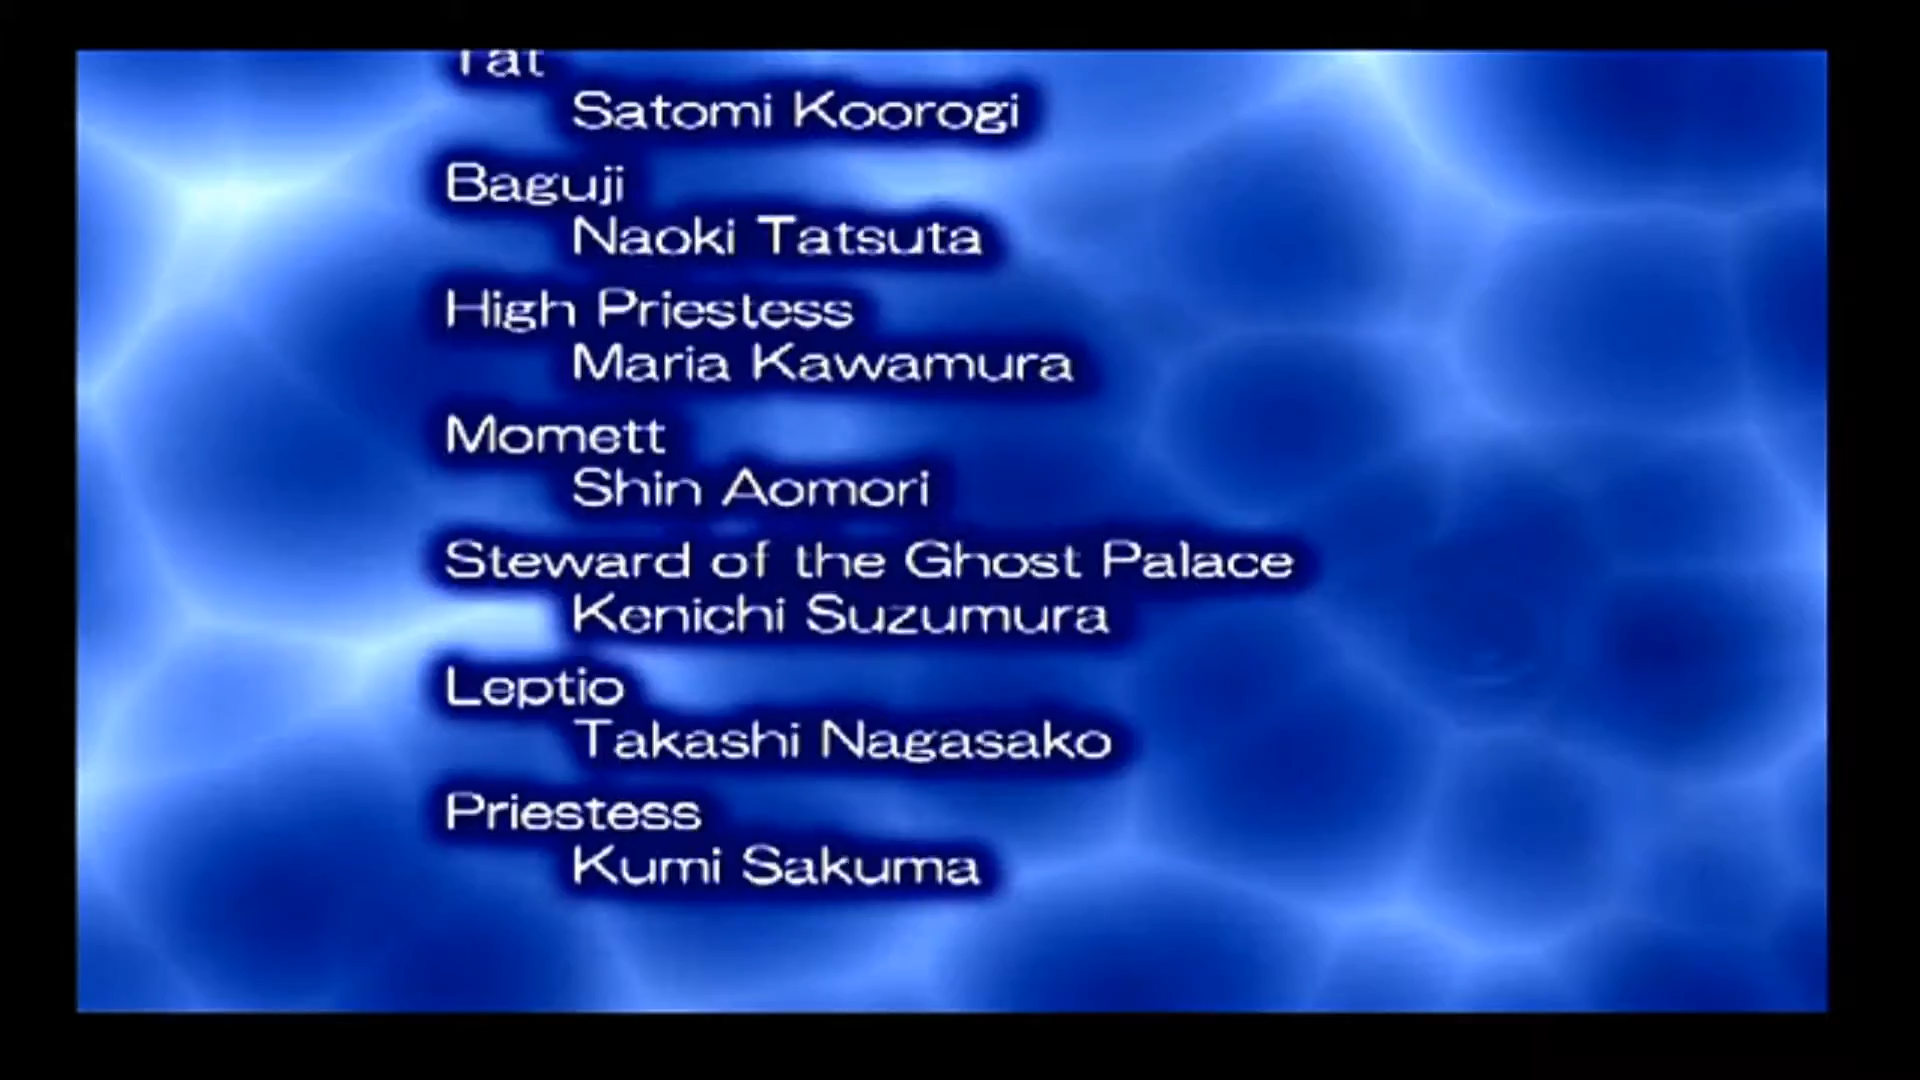 Satomi Koorogi
Baguji
Naoki Tatsuta
High Priestess
Maria Kawamura
Momett
Shin Aomori
Steward of the Ghost Palace
Kenichi Suzumura
Leptio
Takashi Nagasako
Priestess
Kumi Sakuma